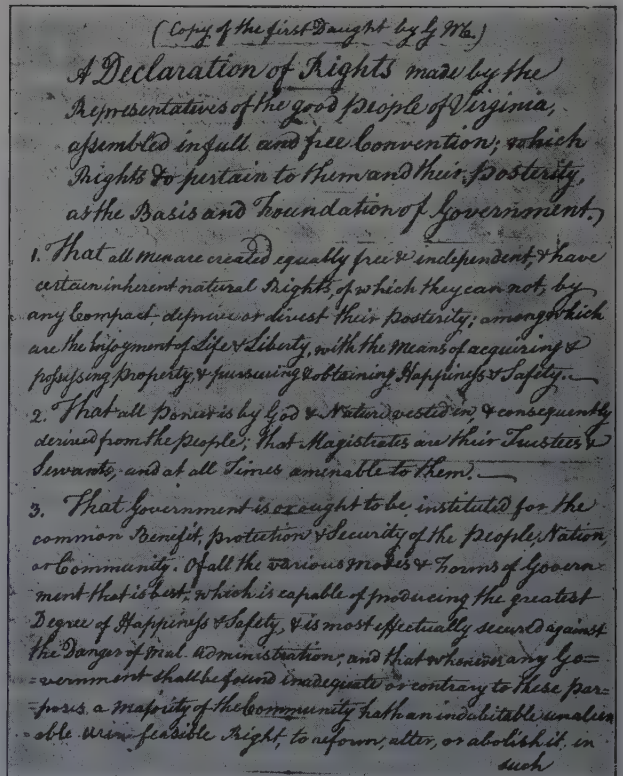 (Copy of the first Daught by G M.)
A Declaration of Rights made by the
Representatives of the good people of Virginia,
assembled in full and free Convention; which
Rights do pertain to them and their posterity,
as the Basis and Foundation of Government.
1. That all men are created equally free & independent, & have
certain inherent natural Rights, of which they can not, by
any Compact, deprive or divest their Posterity; among which
are the Enjoyment of Life & Liberty, with the Means of acquiring &
possessing property, & pursueing & obtaining Happiness & Safety.
2. That all power is by God & Nature vested in, & consequently
derived from the people; that Magistrates are their Trustees &
Servants, and at all Times amenable to them.
3. That Government is or ought to be instituted for the
common Benefit, protection & Security of the People, Nation,
or Community. Of all the various modes & Forms of Govern-
ment that is best, which is capable of producing the greatest
Degree of Happiness & Safety, & is most effectually secured against
the Danger of mal-administration; and that whenever any Go=
=vernment shall be found inadequate or contrary to these pur=
=poses, a majority of the Community hath an indubitable unalien
=able & indefeasible Right, to reform, alter, or abolish it, in
such